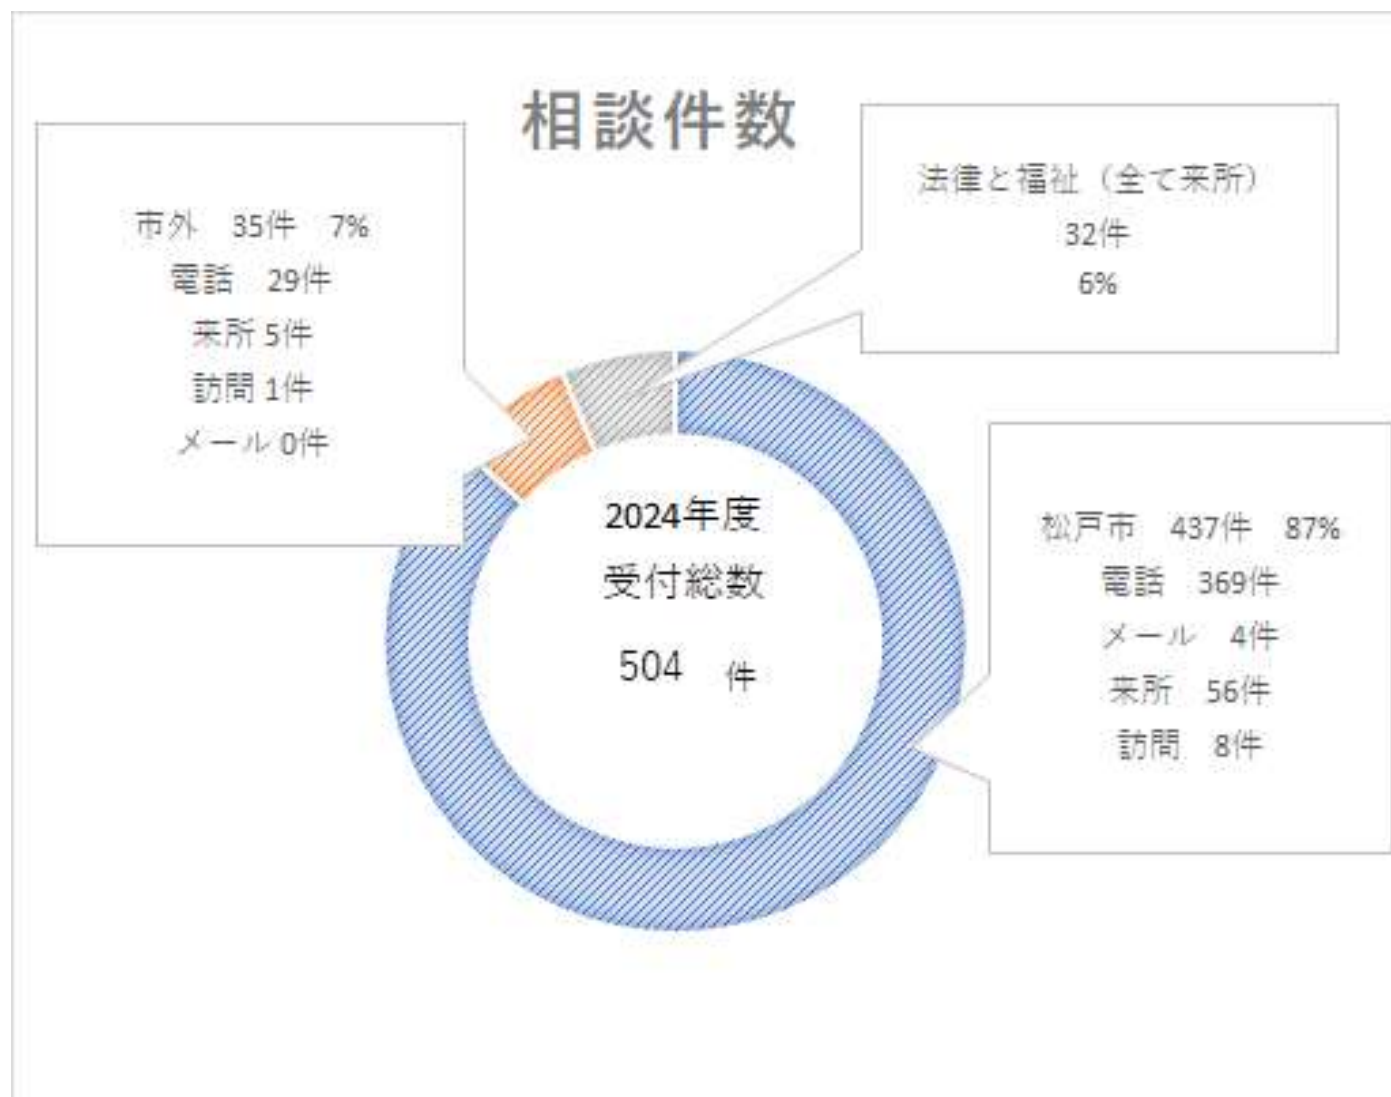 相談件数
市外　35件　7%
電話　29件
来所 5件
訪問 1件
メール 0件
法律と福祉（全て来所）
32件
6%
2024年度
受付総数
504　件
松戸市　437件　87%
電話　369件
メール　4件
来所　56件
訪問　8件